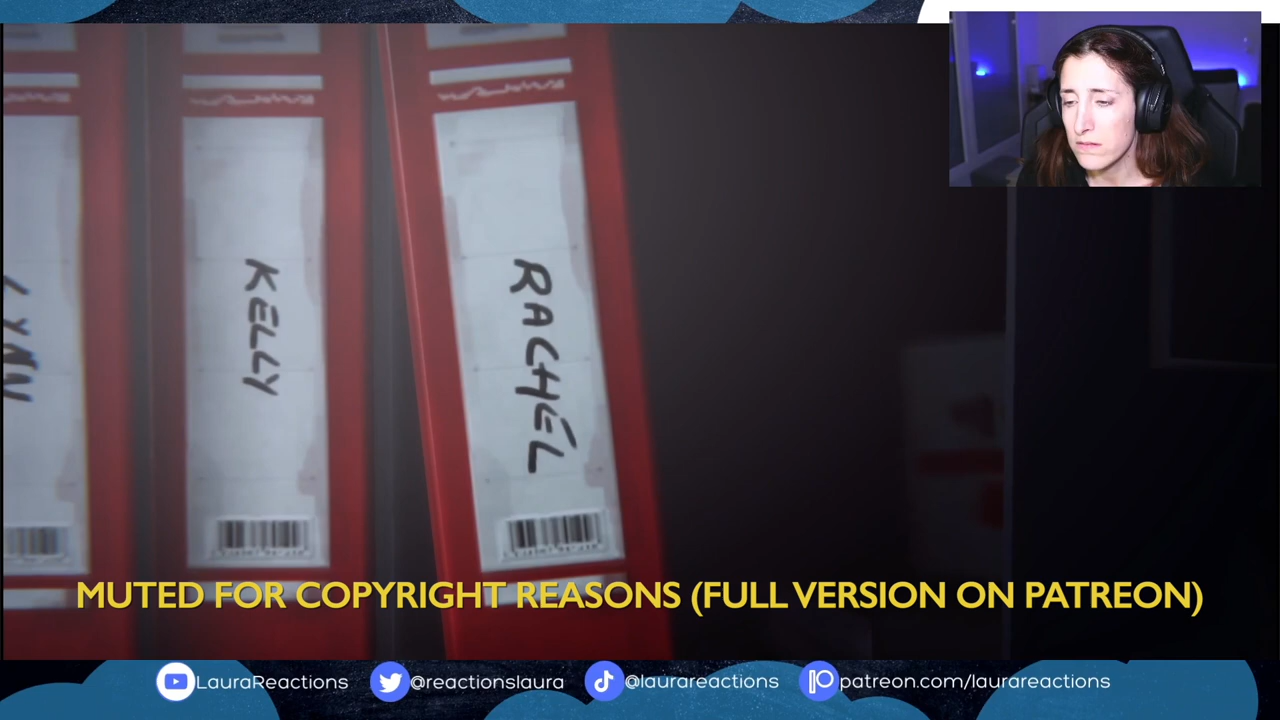 KELLY
RACHEL
MUTED FOR COPYRIGHT REASONS (FULL VERSION ON PATREON)
LauraReactions
@reactionslaura
@laurareactions
patreon.com/laurareactions